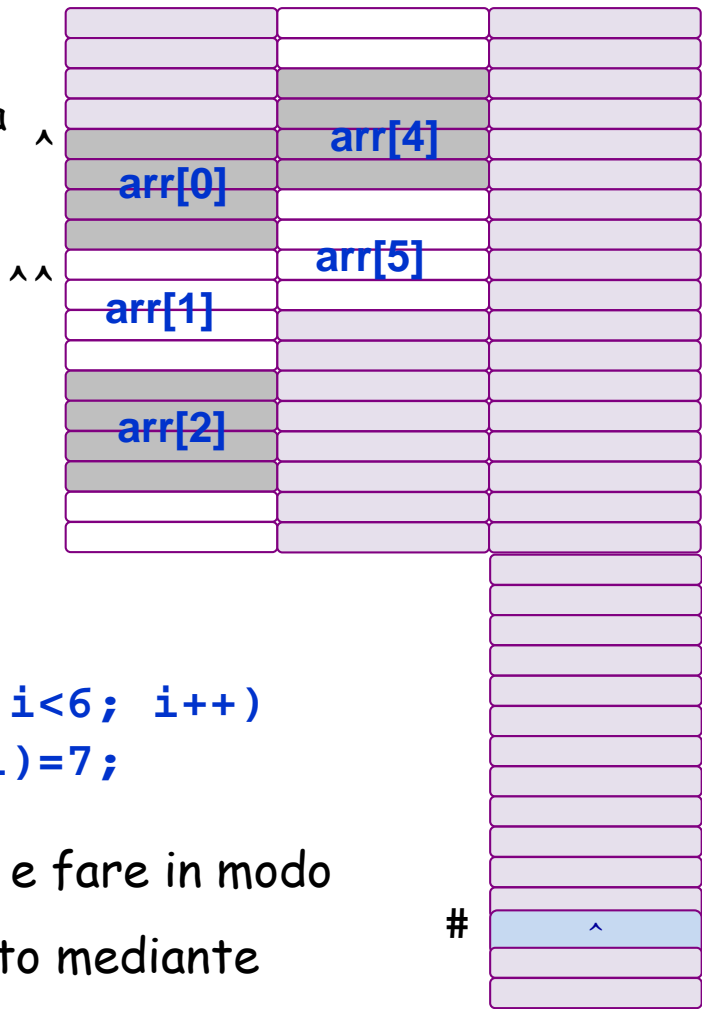 a
^
arr[4]
arr[0]
^^
arr[5]
arr[1]
arr[2]
i<6; i++)
)=7;
e fare in modo
# ^
to mediante